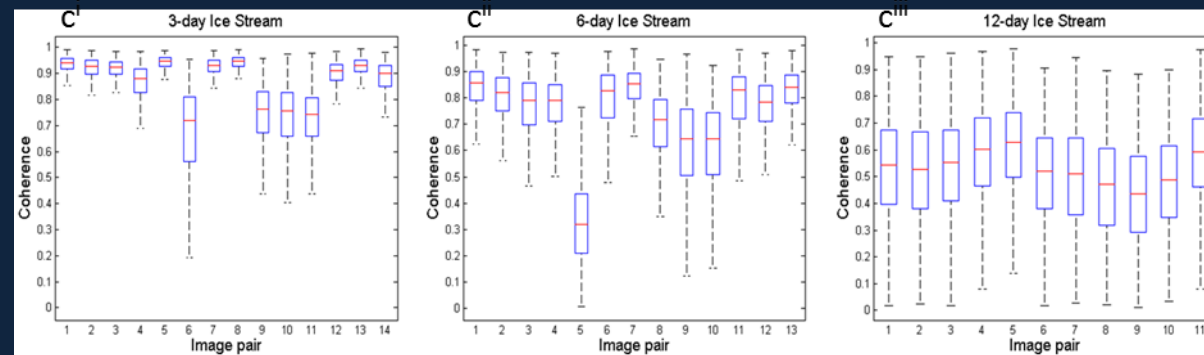 cⁱ 3-day Ice Stream
Coherence
1
0.9
0.8
0.7
0.6
0.5
0.4
0.3
0.2
0.1
0
1 2 3 4 5 6 7 8 9 10 11 12 13 14
Image pair
cⁱⁱ 6-day Ice Stream
Coherence
1
0.9
0.8
0.7
0.6
0.5
0.4
0.3
0.2
0.1
0
1 2 3 4 5 6 7 8 9 10 11 12 13
Image pair
cⁱⁱⁱ 12-day Ice Stream
Coherence
1
0.9
0.8
0.7
0.6
0.5
0.4
0.3
0.2
0.1
0
1 2 3 4 5 6 7 8 9 10 11
Image pair